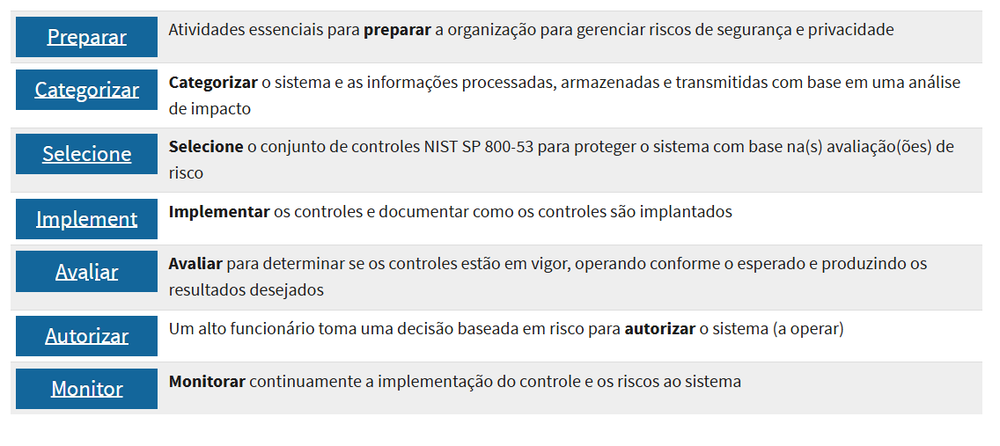 Preparar
Atividades essenciais para preparar a organização para gerenciar riscos de segurança e privacidade
Categorizar
Categorizar o sistema e as informações processadas, armazenadas e transmitidas com base em uma análise
de impacto
Selecione
Selecione o conjunto de controles NIST SP 800-53 para proteger o sistema com base na(s) avaliação(ões) de
risco
Implement
Implementar os controles e documentar como os controles são implantados
Avaliar
Avaliar para determinar se os controles estão em vigor, operando conforme o esperado e produzindo os
resultados desejados
Autorizar
Um alto funcionário toma uma decisão baseada em risco para autorizar o sistema (a operar)
Monitor
Monitorar continuamente a implementação do controle e os riscos ao sistema